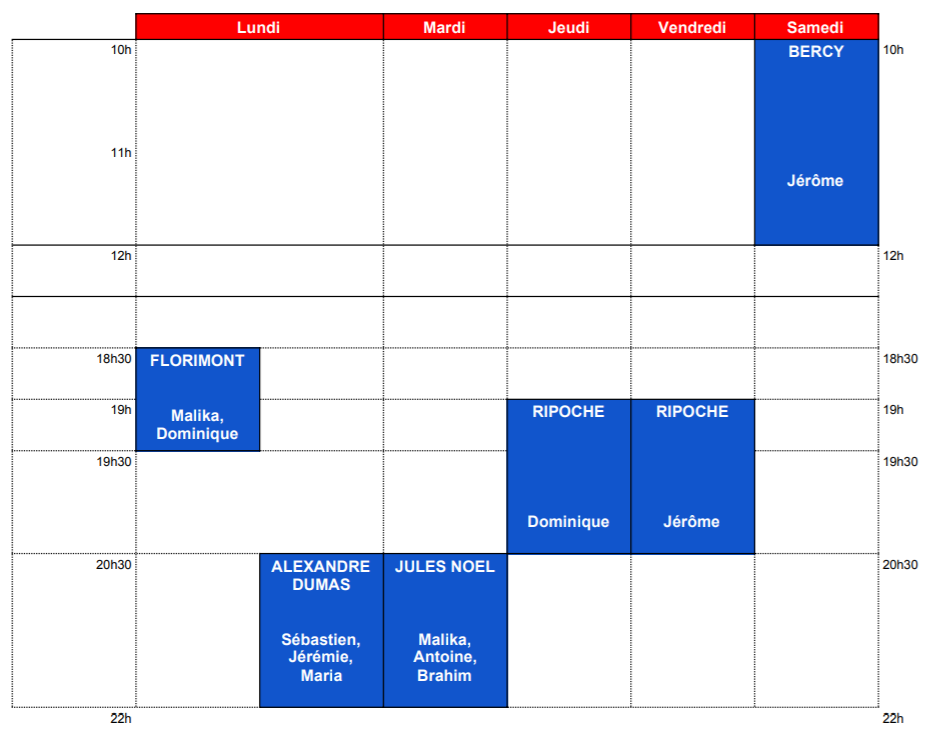 Lundi Mardi Jeudi Vendredi Samedi
10h BERCY 10h
11h
Jérôme
12h 12h
18h30 FLORIMONT 18h30
19h Malika, RIPOCHE RIPOCHE 19h
Dominique
19h30 19h30
Dominique Jérôme
20h30 ALEXANDRE JULES NOEL 20h30
DUMAS
Sébastien, Malika,
Jérémie, Antoine,
Maria Brahim
22h 22h